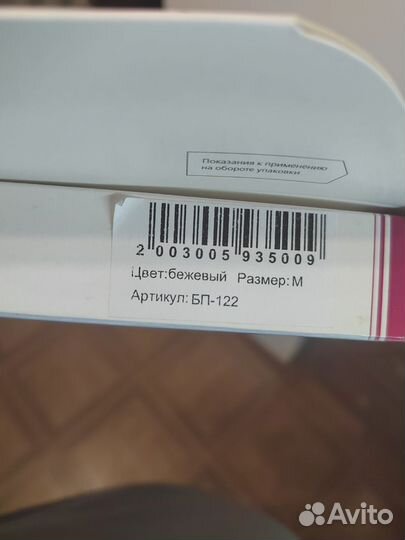 Показания к применению
на обороте упаковки
2 003005 935009
Цвет:бежевый Размер:М
Артикул: БП-122
Avito